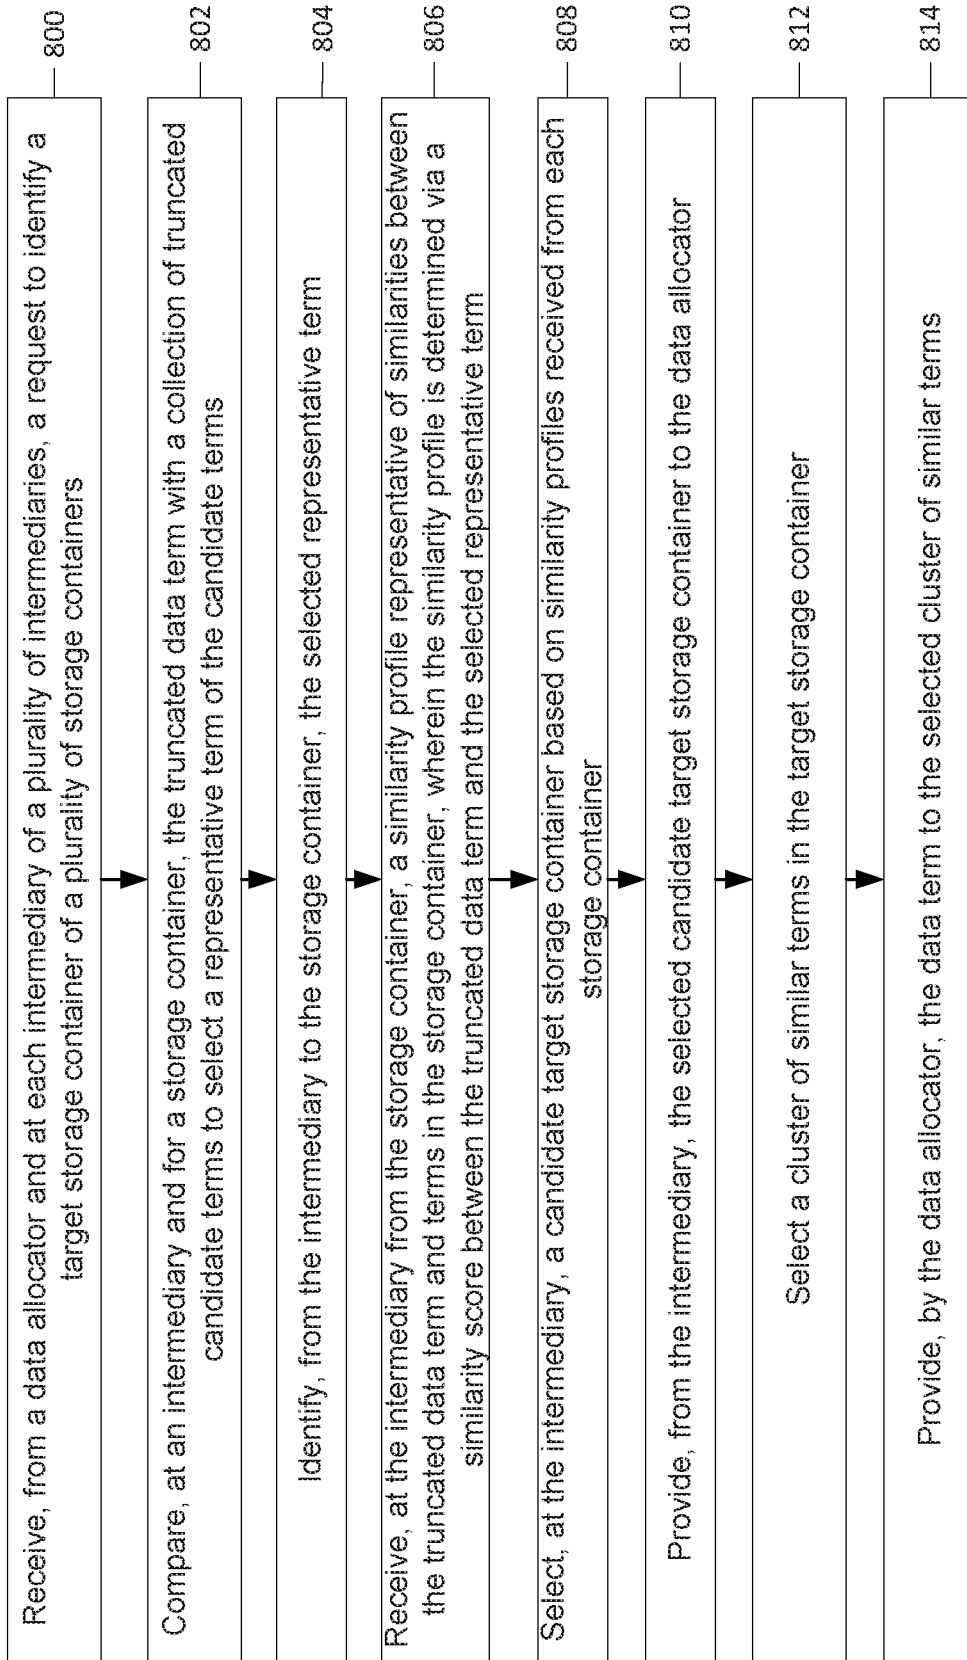 Receive, from a data allocator and at each intermediary of a plurality of intermediaries, a request to identify a
target storage container of a plurality of storage containers
800
Compare, at an intermediary and for a storage container, the truncated data term with a collection of truncated
candidate terms to select a representative term of the candidate terms
802
Identify, from the intermediary to the storage container, the selected representative term
804
Receive, at the intermediary from the storage container, a similarity profile representative of similarities between
the truncated data term and terms in the storage container, wherein the similarity profile is determined via a
similarity score between the truncated data term and the selected representative term
806
Select, at the intermediary, a candidate target storage container based on similarity profiles received from each
storage container
808
Provide, from the intermediary, the selected candidate target storage container to the data allocator
810
Select a cluster of similar terms in the target storage container
812
Provide, by the data allocator, the data term to the selected cluster of similar terms
814